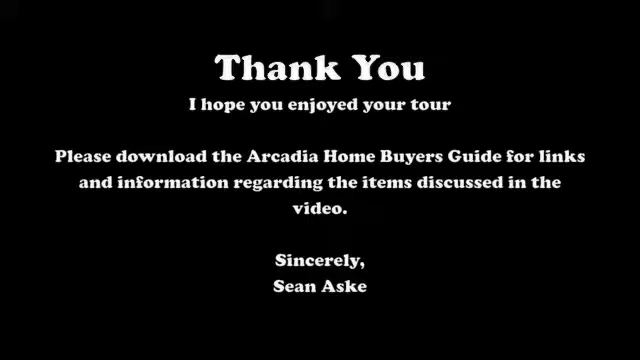 Thank You
I hope you enjoyed your tour
Please download the Arcadia Home Buyers Guide for links
and information regarding the items discussed in the
video.
Sincerely,
Sean Aske